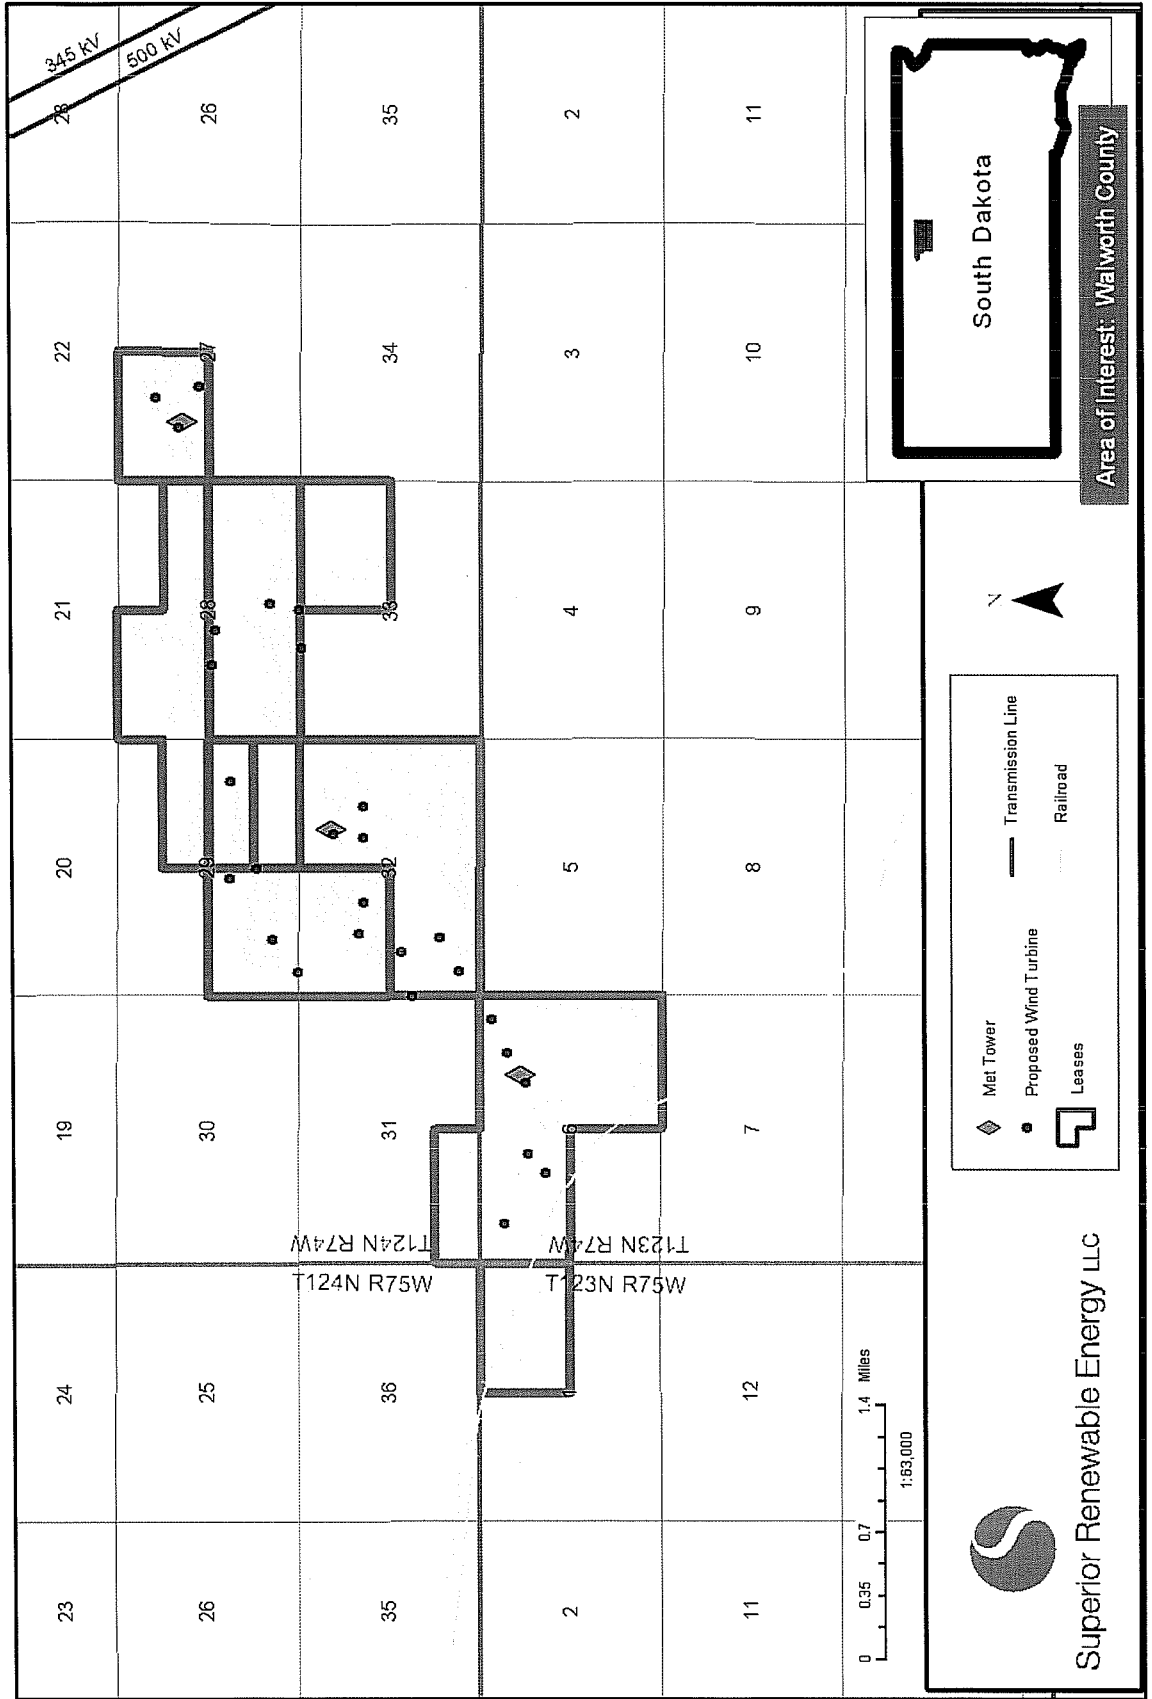 345 kV
500 kV
23 24 19 20 21 22 23
26 25 30 29 28 27 26
T124N R75W
T124N R74W
35 36 31 32 33 34 35
T123N R75W
T123N R74W
2 1 6 5 4 3 2
11 12 7 8 9 10 11
0 0.35 0.7 1.4 Miles
1:63,000
Superior Renewable Energy LLC
Met Tower
Proposed Wind Turbine
Leases
Transmission Line
Railroad
N
South Dakota
Area of Interest: Walworth County